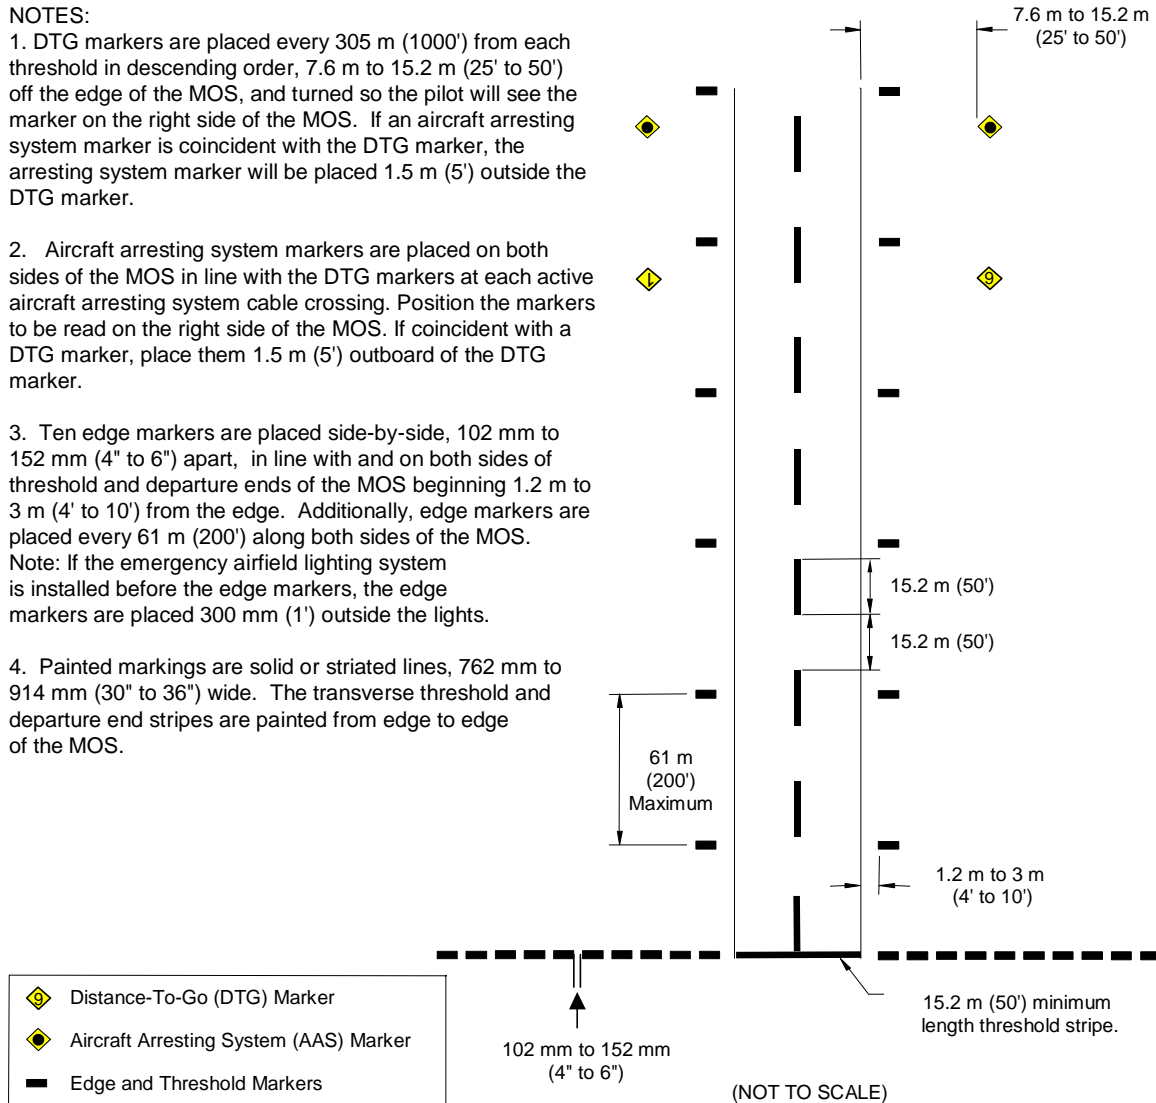 NOTES:
1. DTG markers are placed every 305 m (1000') from each
threshold in descending order, 7.6 m to 15.2 m (25' to 50')
off the edge of the MOS, and turned so the pilot will see the
marker on the right side of the MOS.  If an aircraft arresting
system marker is coincident with the DTG marker, the
arresting system marker will be placed 1.5 m (5') outside the
DTG marker.
2.   Aircraft arresting system markers are placed on both
sides of the MOS in line with the DTG markers at each active
aircraft arresting system cable crossing. Position the markers
to be read on the right side of the MOS. If coincident with a
DTG marker, place them 1.5 m (5') outboard of the DTG
marker.
3.  Ten edge markers are placed side-by-side, 102 mm to
152 mm (4" to 6") apart,  in line with and on both sides of
threshold and departure ends of the MOS beginning 1.2 m to
3 m (4' to 10') from the edge.  Additionally, edge markers are
placed every 61 m (200') along both sides of the MOS.
Note: If the emergency airfield lighting system
is installed before the edge markers, the edge
markers are placed 300 mm (1') outside the lights.
4.  Painted markings are solid or striated lines, 762 mm to
914 mm (30" to 36") wide.  The transverse threshold and
departure end stripes are painted from edge to edge
of the MOS.
7.6 m to 15.2 m
(25' to 50')
1
9
15.2 m (50')
15.2 m (50')
61 m
(200')
Maximum
1.2 m to 3 m
(4' to 10')
15.2 m (50') minimum
length threshold stripe.
102 mm to 152 mm
(4" to 6")
9 Distance-To-Go (DTG) Marker
Aircraft Arresting System (AAS) Marker
Edge and Threshold Markers
(NOT TO SCALE)